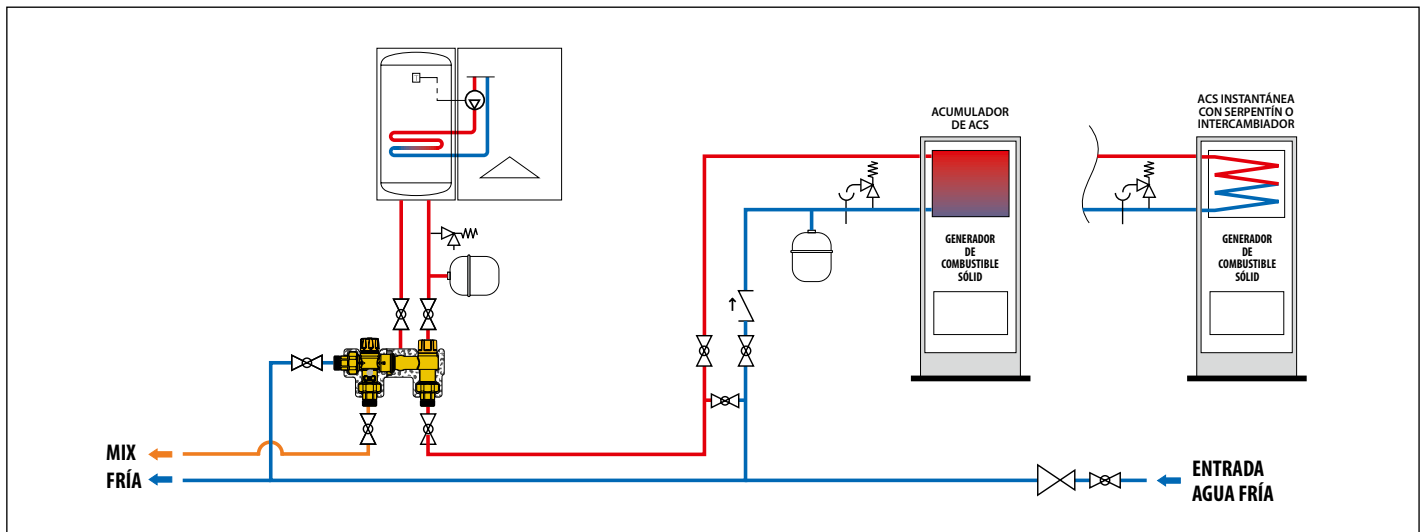 ACUMULADOR
DE ACS
ACS INSTANTÁNEA
CON SERPENTÍN O
INTERCAMBIADOR
T
GENERADOR
DE
COMBUSTIBLE
SÓLID
GENERADOR
DE
COMBUSTIBLE
SÓLID
MIX
FRÍA
ENTRADA
AGUA FRÍA